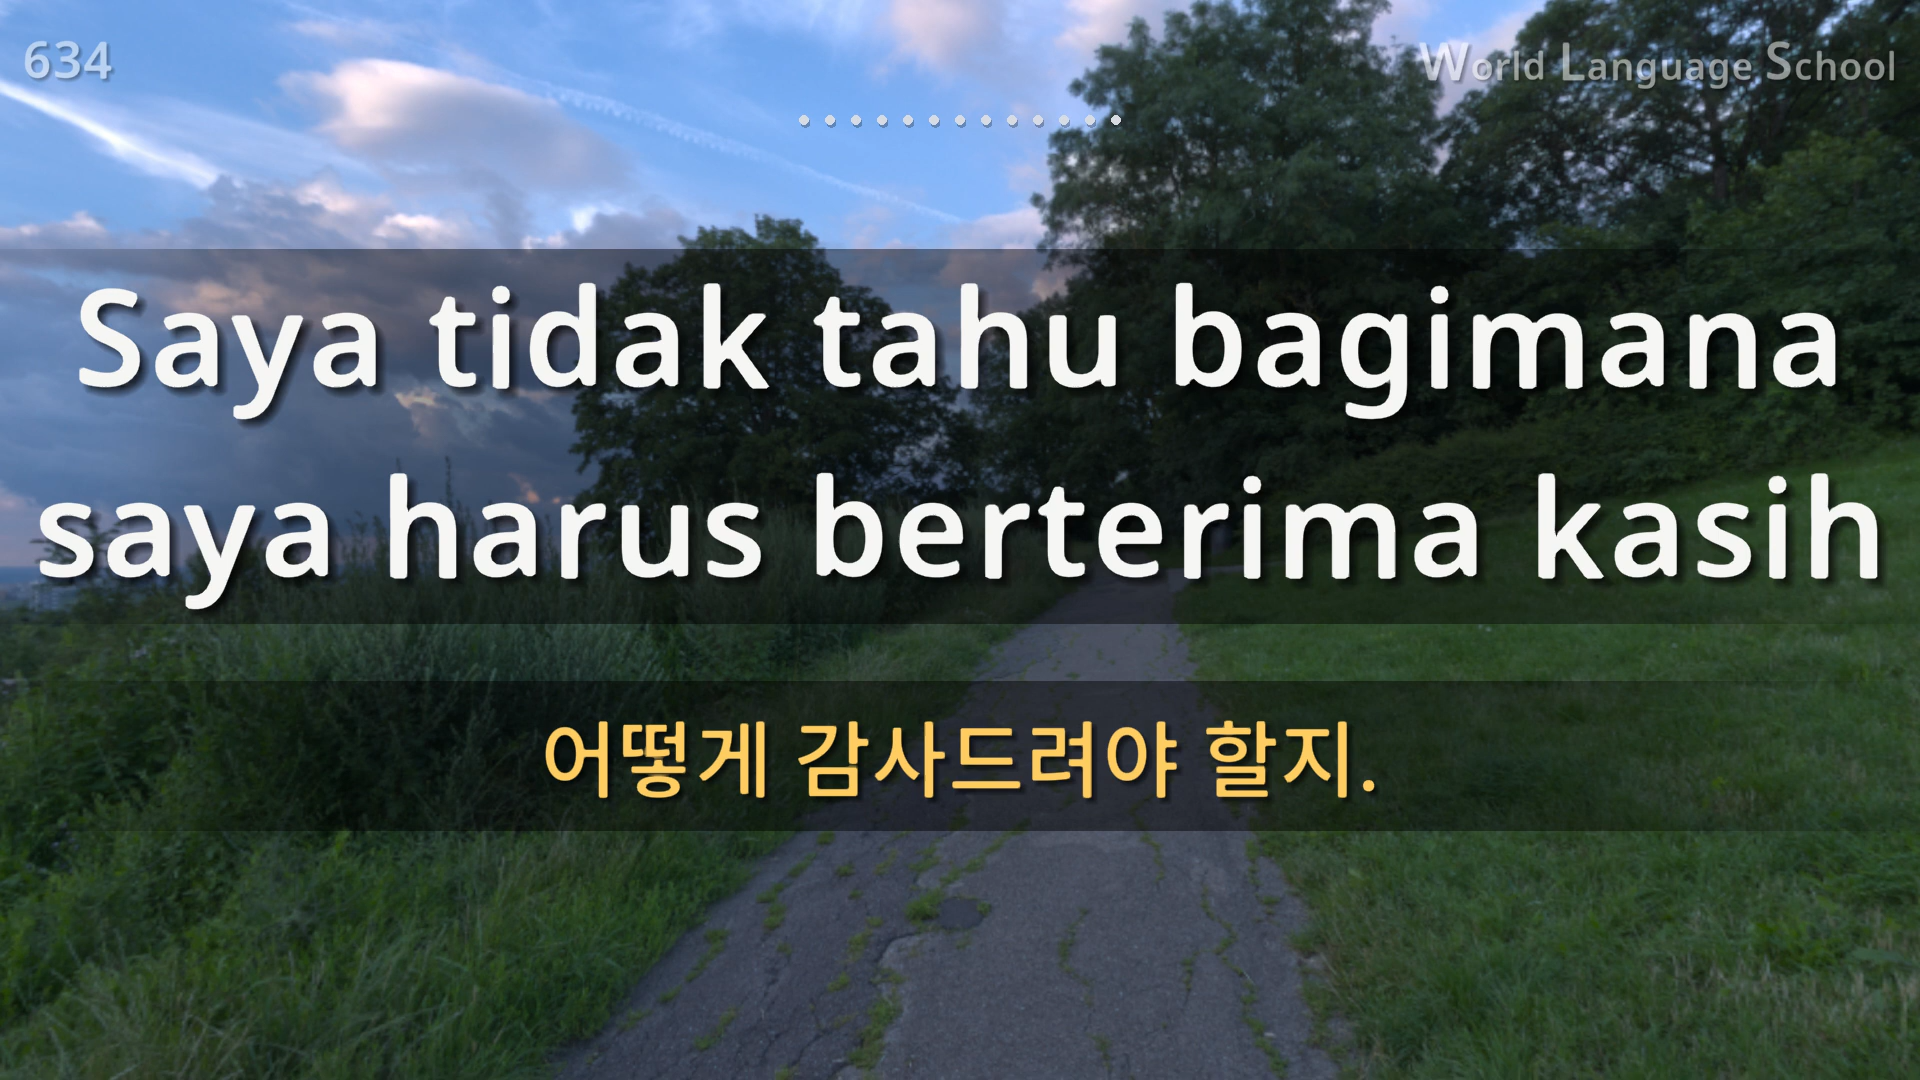 634
World Language School
Saya tidak tahu bagimana
saya harus berterima kasih
어떻게 감사드려야 할지.